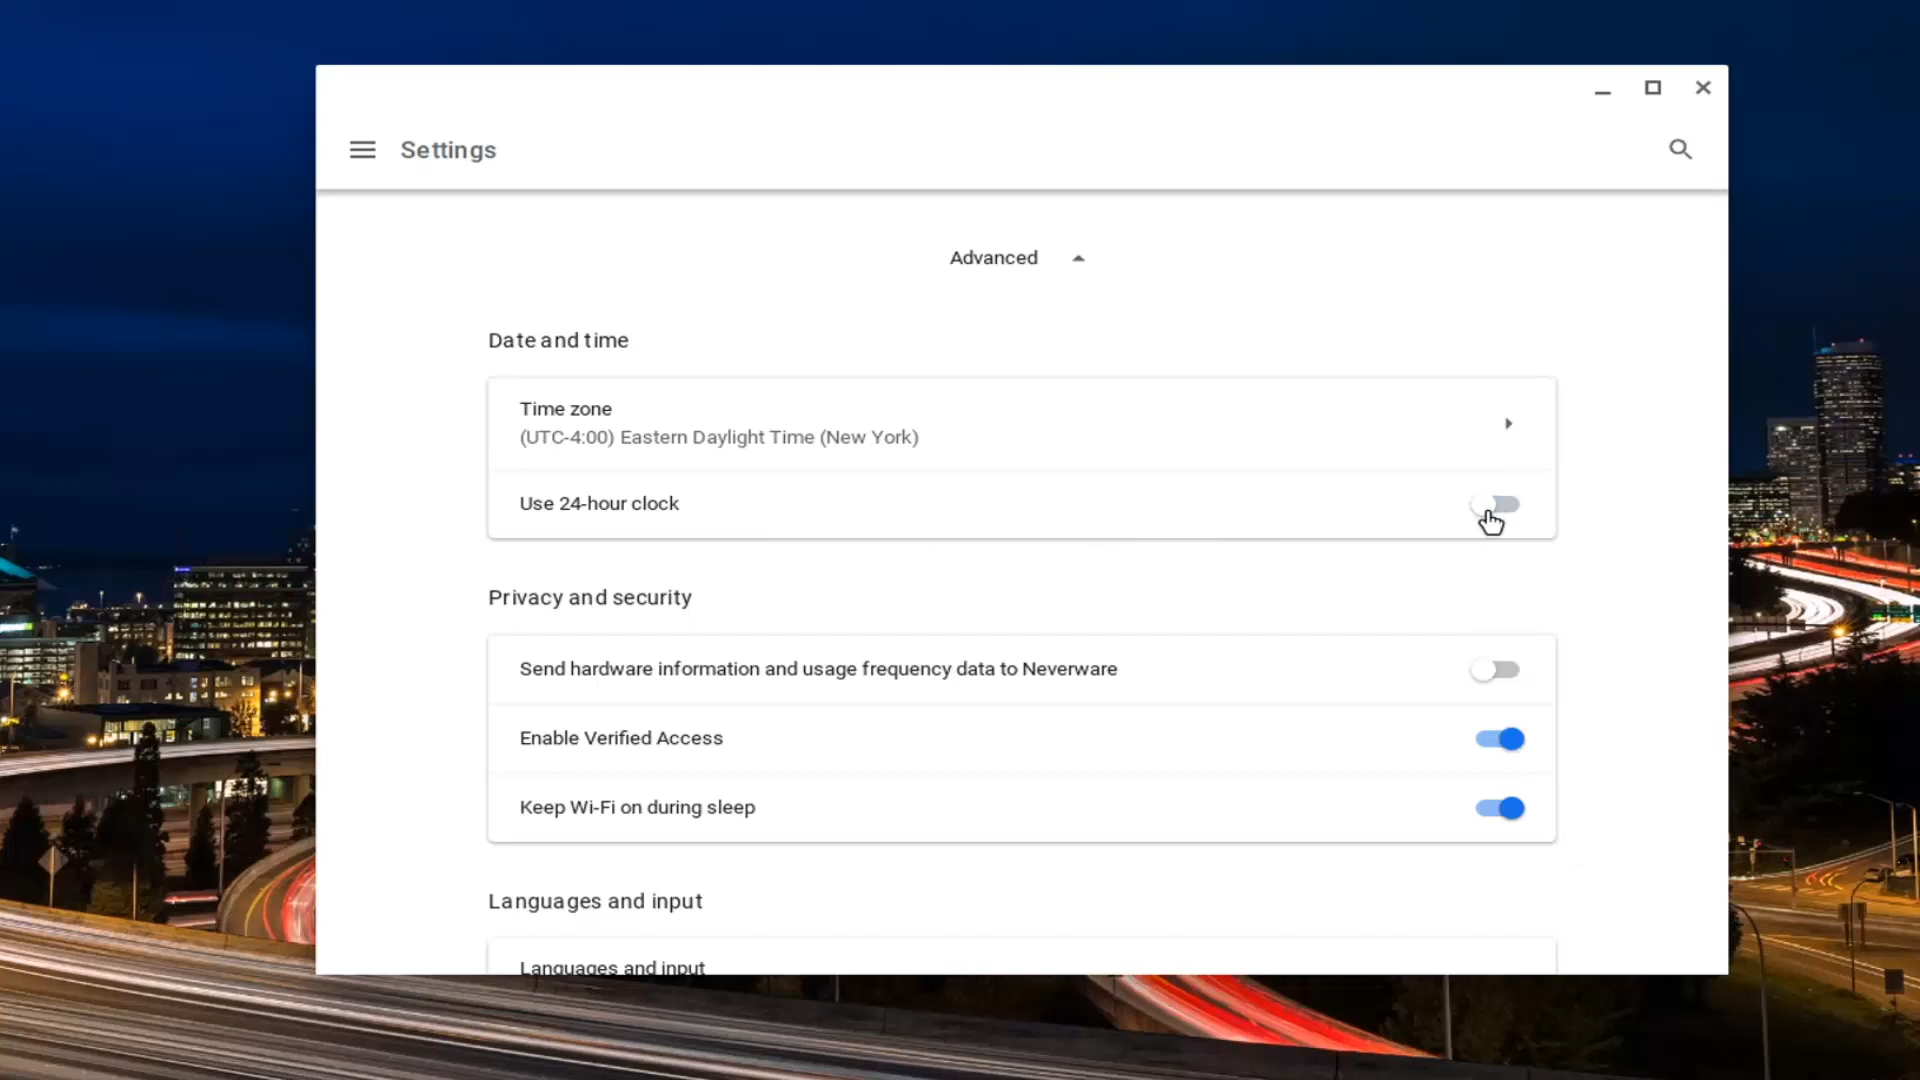 Settings
Advanced
Date and time
Time zone
(UTC-4:00) Eastern Daylight Time (New York)
Use 24-hour clock
Privacy and security
Send hardware information and usage frequency data to Neverware
Enable Verified Access
Keep Wi-Fi on during sleep
Languages and input
Languages and input